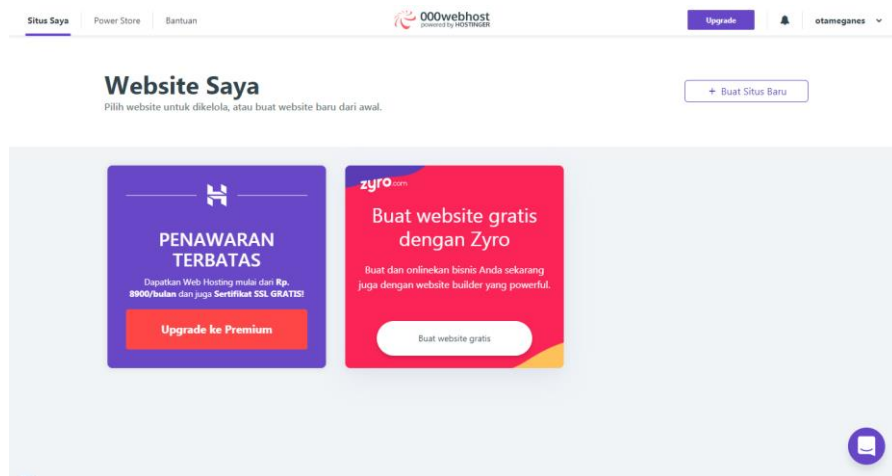 Situs Saya
Power Store
Bantuan
000webhost
powered by HOSTINGER
Upgrade
otameganes
Website Saya
Pilih website untuk dikelola, atau buat website baru dari awal.
+ Buat Situs Baru
PENAWARAN
TERBATAS
Dapatkan Web Hosting mulai dari Rp.
8900/bulan dan juga Sertifikat SSL GRATIS!
Upgrade ke Premium
zyro.com
Buat website gratis
dengan Zyro
Buat dan onlinekan bisnis Anda sekarang
juga dengan website builder yang powerful.
Buat website gratis